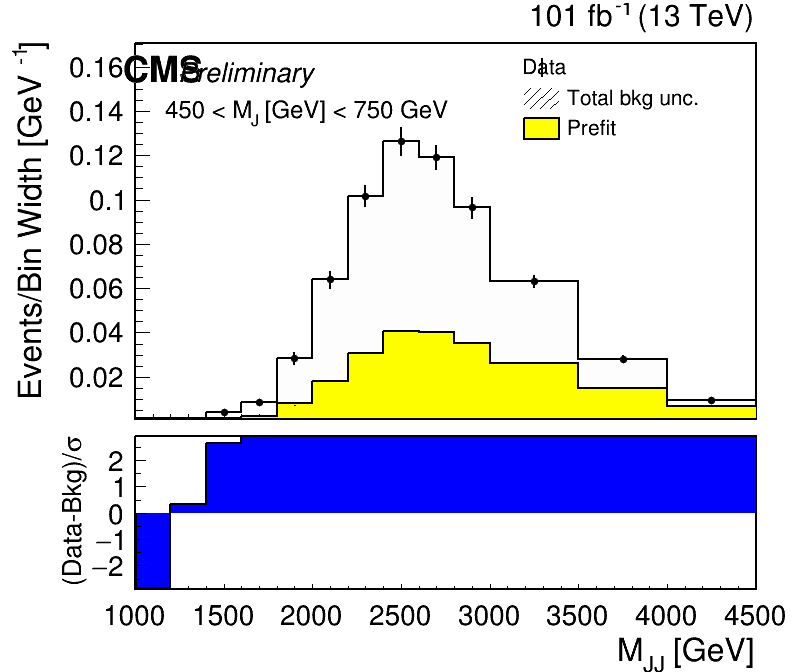 101 fb⁻¹ (13 TeV)
Events/Bin Width [GeV⁻¹]
CMS Preliminary
450 < M_J [GeV] < 750 GeV
Data
Total bkg unc.
Prefit
0.16
0.14
0.12
0.1
0.08
0.06
0.04
0.02
(Data-Bkg)/σ
2
1
0
−1
−2
1000 1500 2000 2500 3000 3500 4000 4500
M_JJ [GeV]